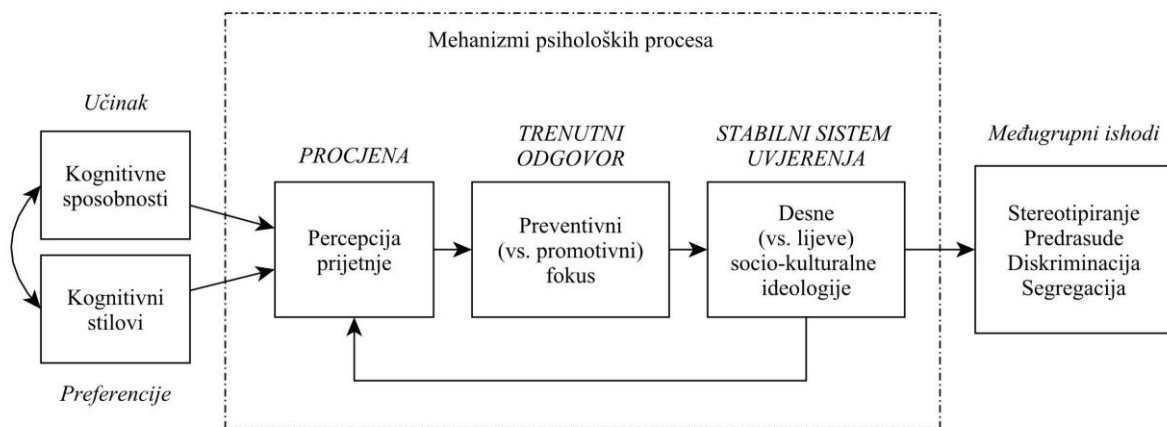 Mehanizmi psiholoških procesa
Učinak
Kognitivne
sposobnosti
Kognitivni
stilovi
Preferencije
PROCJENA
Percepcija
prijetnje
TRENUTNI
ODGOVOR
Preventivni
(vs. promotivni)
fokus
STABILNI SISTEM
UVJERENJA
Desne
(vs. lijeve)
socio-kulturalne
ideologije
Međugrupni ishodi
Stereotipiranje
Predrasude
Diskriminacija
Segregacija